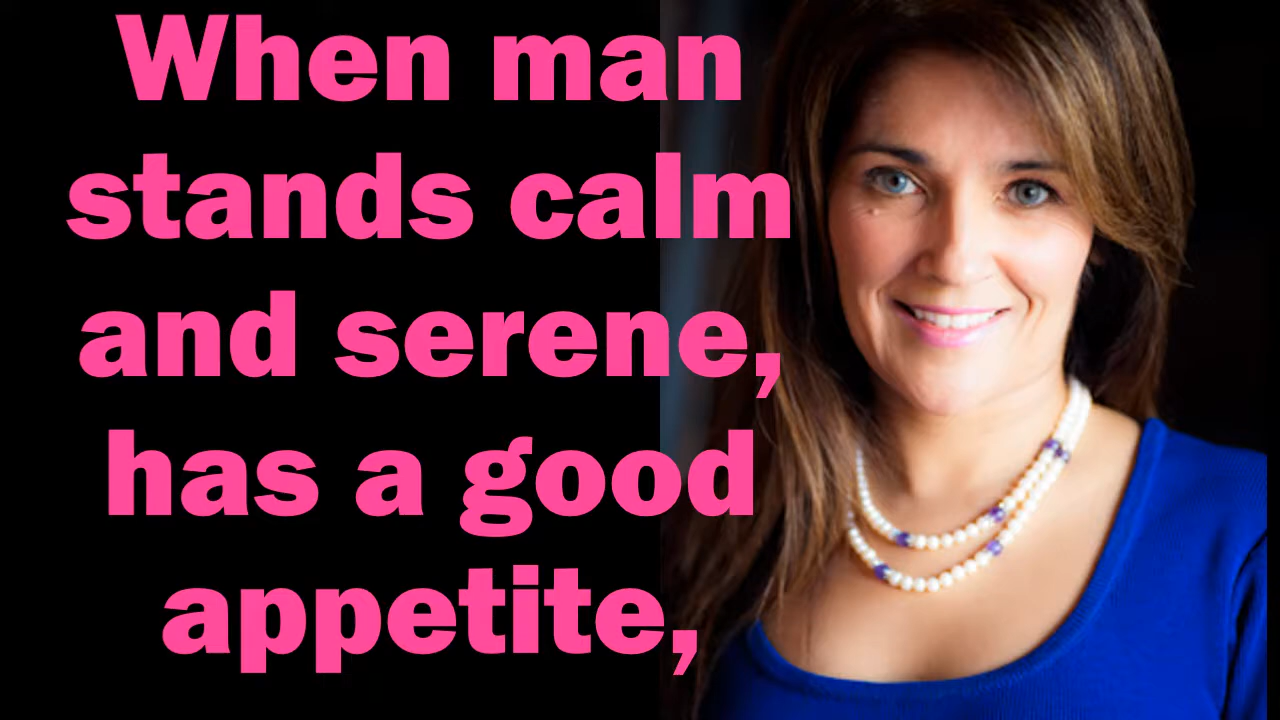 When man
stands calm
and serene,
has a good
appetite,